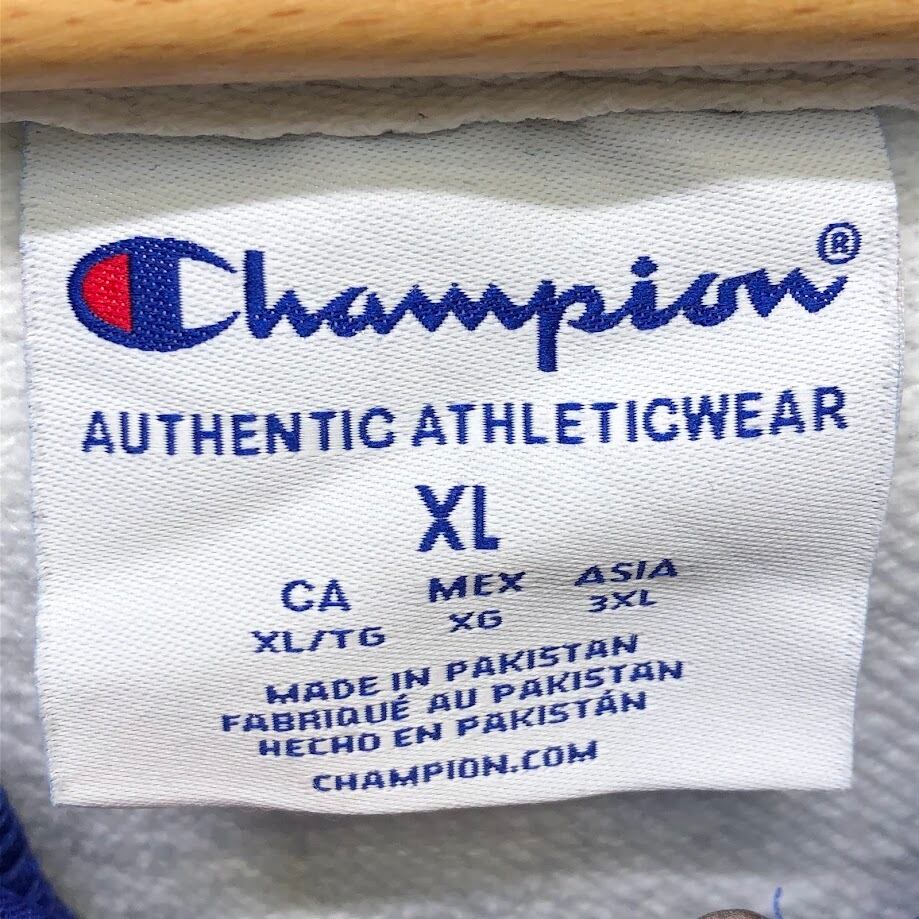 Champion®
AUTHENTIC ATHLETICWEAR
XL
CA MEX ASIA
XL/TG XG 3XL
MADE IN PAKISTAN
FABRIQUÉ AU PAKISTAN
HECHO EN PAKISTÁN
CHAMPION.COM